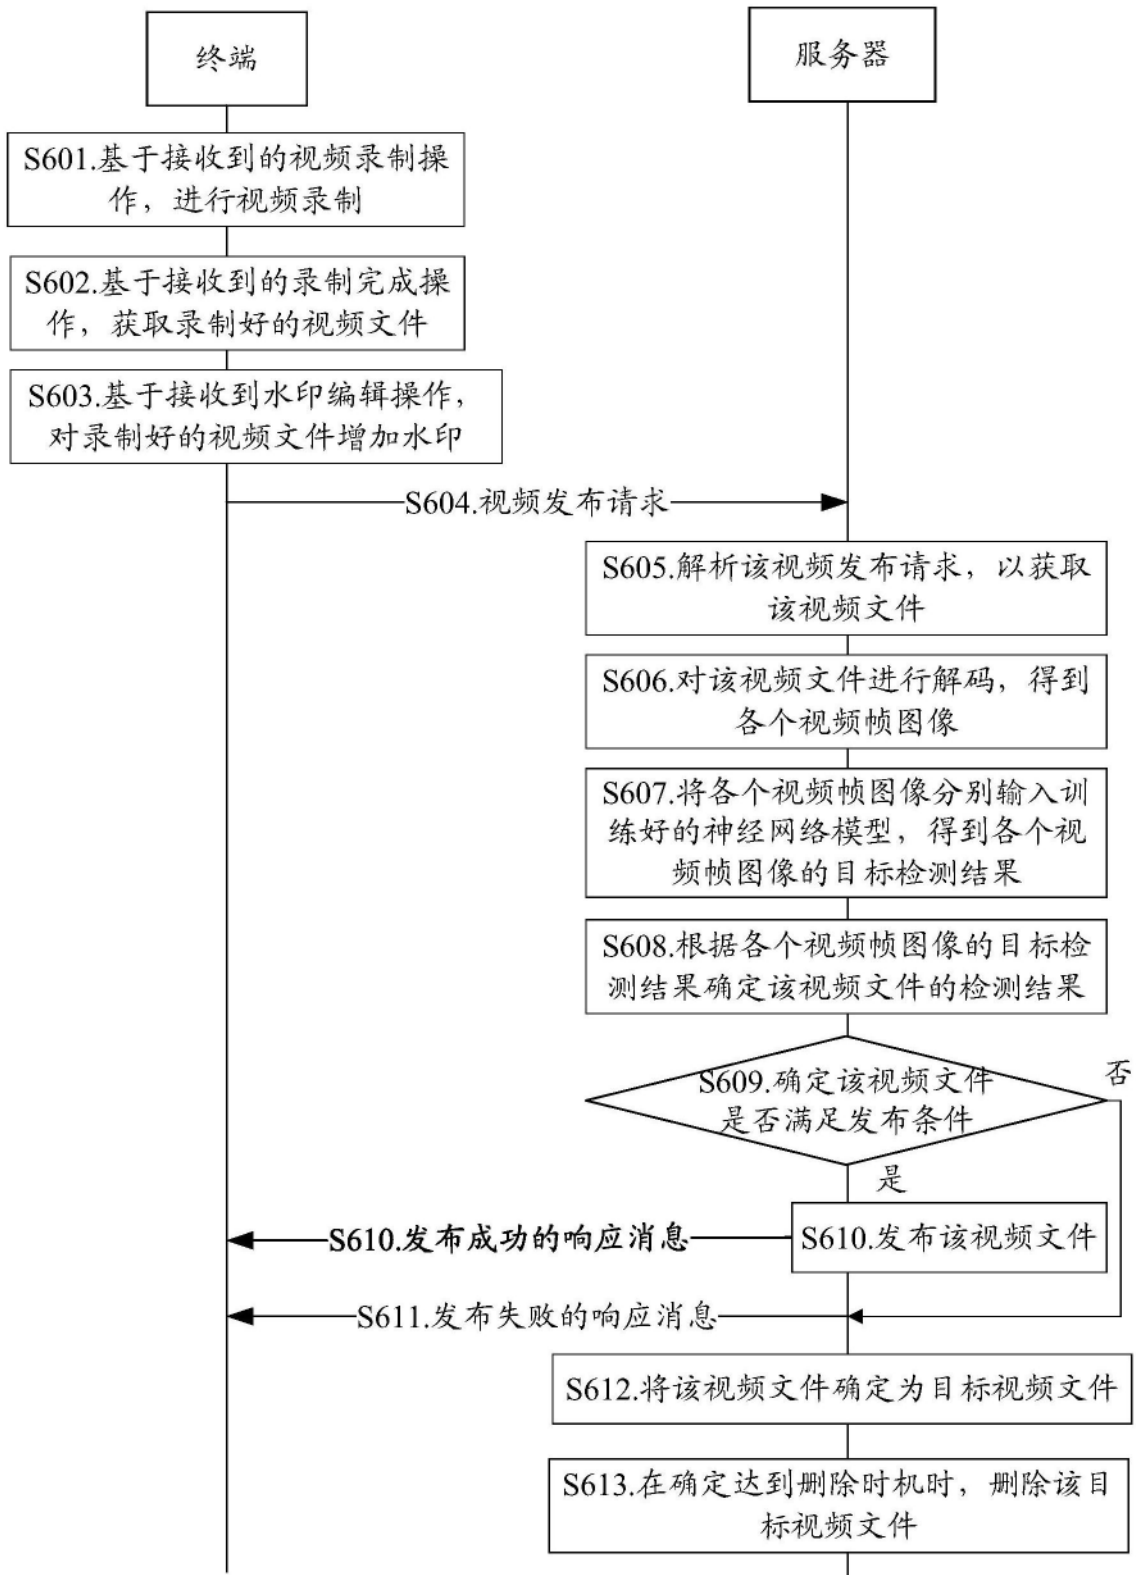 终端
服务器
S601.基于接收到的视频录制操
作，进行视频录制
S602.基于接收到的录制完成操
作，获取录制好的视频文件
S603.基于接收到水印编辑操作，
对录制好的视频文件增加水印
S604.视频发布请求
S605.解析该视频发布请求，以获取
该视频文件
S606.对该视频文件进行解码，得到
各个视频帧图像
S607.将各个视频帧图像分别输入训
练好的神经网络模型，得到各个视
频帧图像的目标检测结果
S608.根据各个视频帧图像的目标检
测结果确定该视频文件的检测结果
S609.确定该视频文件
是否满足发布条件
否
是
S610.发布成功的响应消息
S610.发布该视频文件
S611.发布失败的响应消息
S612.将该视频文件确定为目标视频文件
S613.在确定达到删除时机时，删除该目
标视频文件